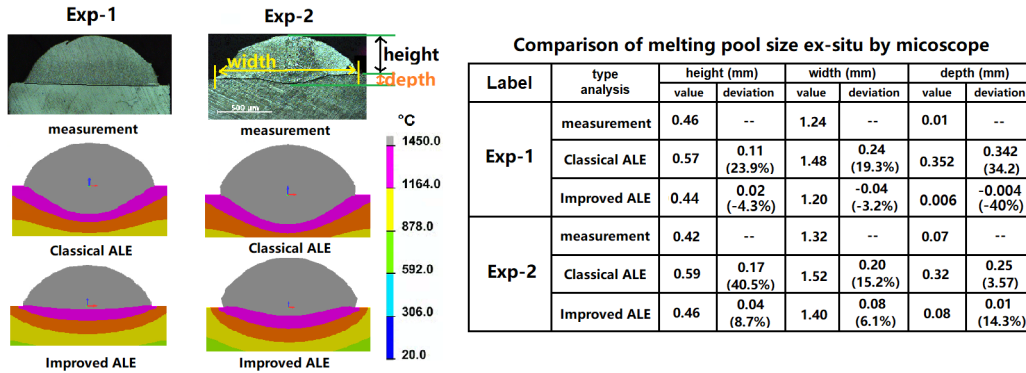 Exp-1
Exp-2
height
width
depth
500 μm
measurement
measurement
°C
1450.0
1164.0
878.0
592.0
306.0
20.0
Classical ALE
Classical ALE
Improved ALE
Improved ALE
Comparison of melting pool size ex-situ by micoscope
Label type analysis height (mm) width (mm) depth (mm)
value deviation value deviation value deviation
Exp-1
measurement 0.46 -- 1.24 -- 0.01 --
Classical ALE 0.57 0.11 (23.9%) 1.48 0.24 (19.3%) 0.352 0.342 (34.2)
Improved ALE 0.44 0.02 (-4.3%) 1.20 -0.04 (-3.2%) 0.006 -0.004 (-40%)
Exp-2
measurement 0.42 -- 1.32 -- 0.07 --
Classical ALE 0.59 0.17 (40.5%) 1.52 0.20 (15.2%) 0.32 0.25 (3.57)
Improved ALE 0.46 0.04 (8.7%) 1.40 0.08 (6.1%) 0.08 0.01 (14.3%)